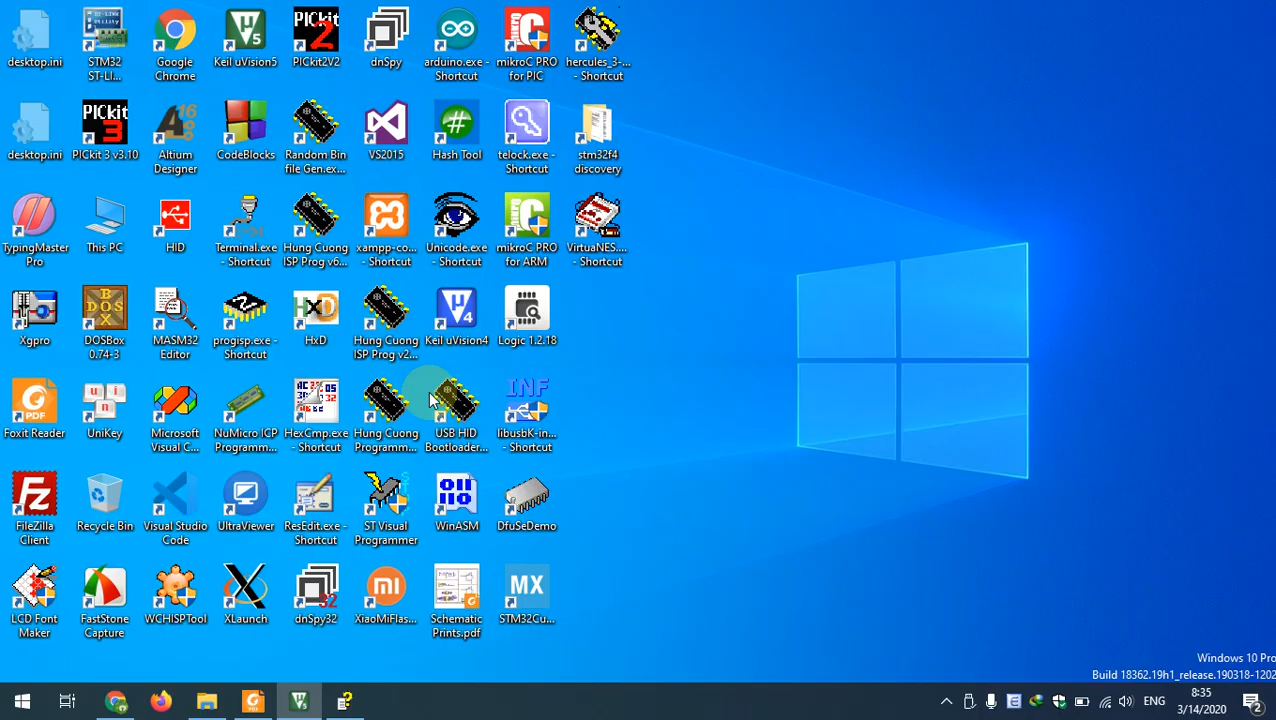 desktop.ini
STM32
ST-LI...
Google
Chrome
Keil uVision5
PICkit
2
PICkit2V2
dnSpy
arduino.exe -
Shortcut
mikroC PRO
for PIC
hercules_3-...
- Shortcut
desktop.ini
PICkit
3
PICkit 3 v3.10
Altium
Designer
CodeBlocks
Random Bin
file Gen.ex...
VS2015
Hash Tool
telock.exe -
Shortcut
stm32f4
discovery
TypingMaster
Pro
This PC
HID
Terminal.exe
- Shortcut
Hung Cuong
ISP Prog v6...
xampp-co...
- Shortcut
Unicode.exe
- Shortcut
mikroC PRO
for ARM
VirtuaNES....
- Shortcut
Xgpro
DOSBox
0.74-3
MASM32
Editor
progisp.exe -
Shortcut
HxD
Hung Cuong
ISP Prog v2...
Keil uVision4
Logic 1.2.18
Foxit Reader
UniKey
Microsoft
Visual C...
NuMicro ICP
Programm...
HexCmp.exe
- Shortcut
Hung Cuong
Programm...
USB HID
Bootloader...
INF
libusbK-in...
- Shortcut
FileZilla
Client
Recycle Bin
Visual Studio
Code
UltraViewer
ResEdit.exe -
Shortcut
ST Visual
Programmer
WinASM
DfuSeDemo
LCD Font
Maker
FastStone
Capture
WCHISPTool
XLaunch
dnSpy32
XiaoMiFlas...
Schematic
Prints.pdf
MX
STM32Cu...
Windows 10 Pro
Build 18362.19h1_release.190318-1202
ENG
8:35
3/14/2020
2